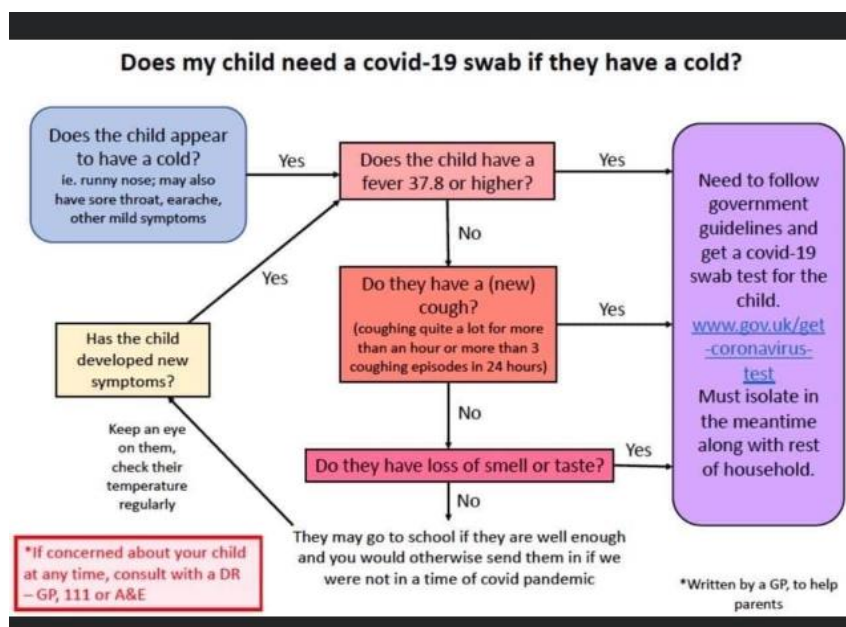 Does my child need a covid-19 swab if they have a cold?
Does the child appear
to have a cold?
ie. runny nose; may also
have sore throat, earache,
other mild symptoms
Yes
Does the child have a
fever 37.8 or higher?
Yes
No
Need to follow
government
guidelines and
get a covid-19
swab test for the
child.
www.gov.uk/get
-coronavirus-
test
Must isolate in
the meantime
along with rest
of household.
Yes
Do they have a (new)
cough?
(coughing quite a lot for more
than an hour or more than 3
coughing episodes in 24 hours)
Yes
No
Has the child
developed new
symptoms?
Keep an eye
on them,
check their
temperature
regularly
Do they have loss of smell or taste?
Yes
No
They may go to school if they are well enough
and you would otherwise send them in if we
were not in a time of covid pandemic
*If concerned about your child
at any time, consult with a DR
– GP, 111 or A&E
*Written by a GP, to help
parents